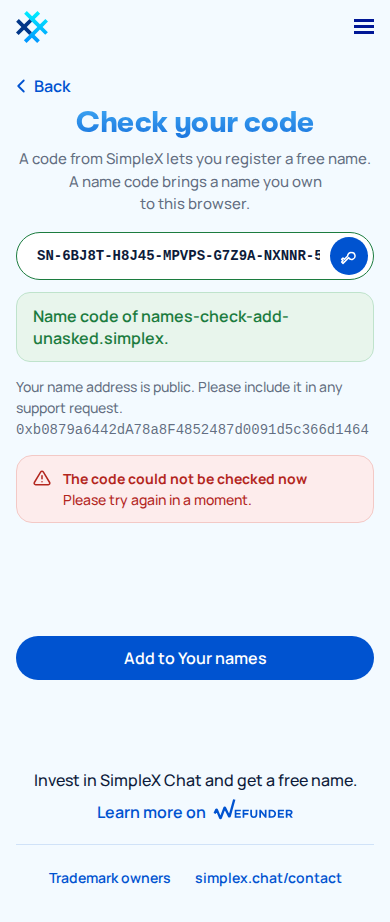 Back
Check your code
A code from SimpleX lets you register a free name.
A name code brings a name you own
to this browser.
SN-6BJ8T-H8J45-MPVPS-G7Z9A-NXNNR-5
Name code of names-check-add-
unasked.simplex.
Your name address is public. Please include it in any
support request.
0xb0879a6442dA78a8F4852487d0091d5c366d1464
The code could not be checked now
Please try again in a moment.
Add to Your names
Invest in SimpleX Chat and get a free name.
Learn more on WEFUNDER
Trademark owners simplex.chat/contact